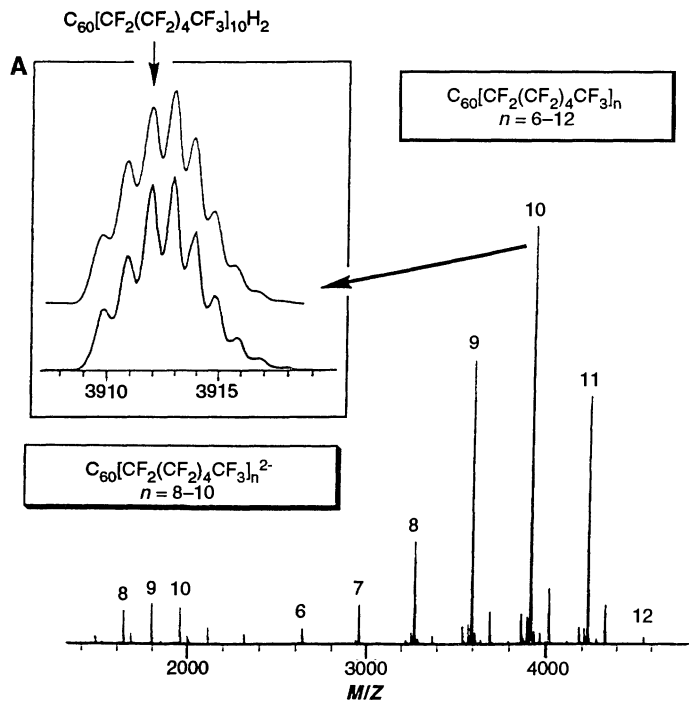 C₆₀[CF₂(CF₂)₄CF₃]₁₀H₂
A
C₆₀[CF₂(CF₂)₄CF₃]ₙ
n = 6–12
3910 3915
C₆₀[CF₂(CF₂)₄CF₃]ₙ²⁻
n = 8–10
10
9
11
8
8 9 10
7
6
12
2000 3000 4000
M/Z